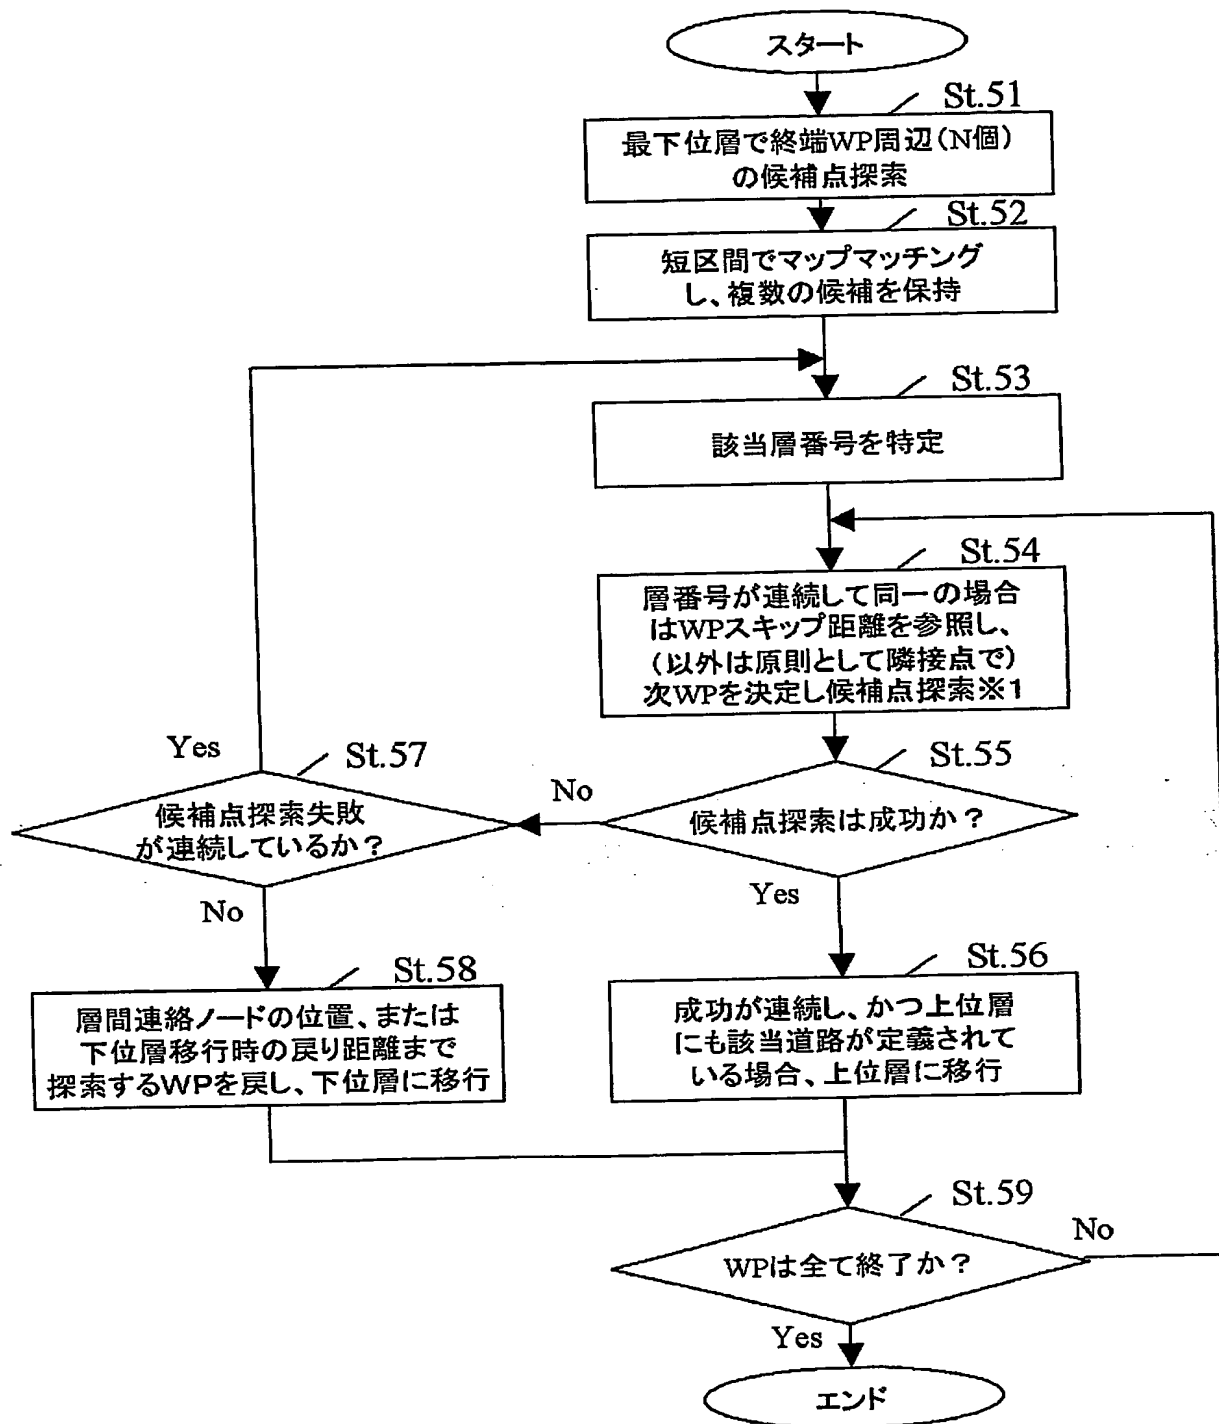 スタート
St.51
最下位層で終端WP周辺（N個）
の候補点探索
St.52
短区間でマップマッチング
し、複数の候補を保持
St.53
該当層番号を特定
St.54
層番号が連続して同一の場合
はWPスキップ距離を参照し、
（以外は原則として隣接点で）
次WPを決定し候補点探索※1
St.55
候補点探索は成功か？
No
Yes
St.57
候補点探索失敗
が連続しているか？
Yes
No
St.58
層間連絡ノードの位置、または
下位層移行時の戻り距離まで
探索するWPを戻し、下位層に移行
St.56
成功が連続し、かつ上位層
にも該当道路が定義されて
いる場合、上位層に移行
St.59
WPは全て終了か？
No
Yes
エンド